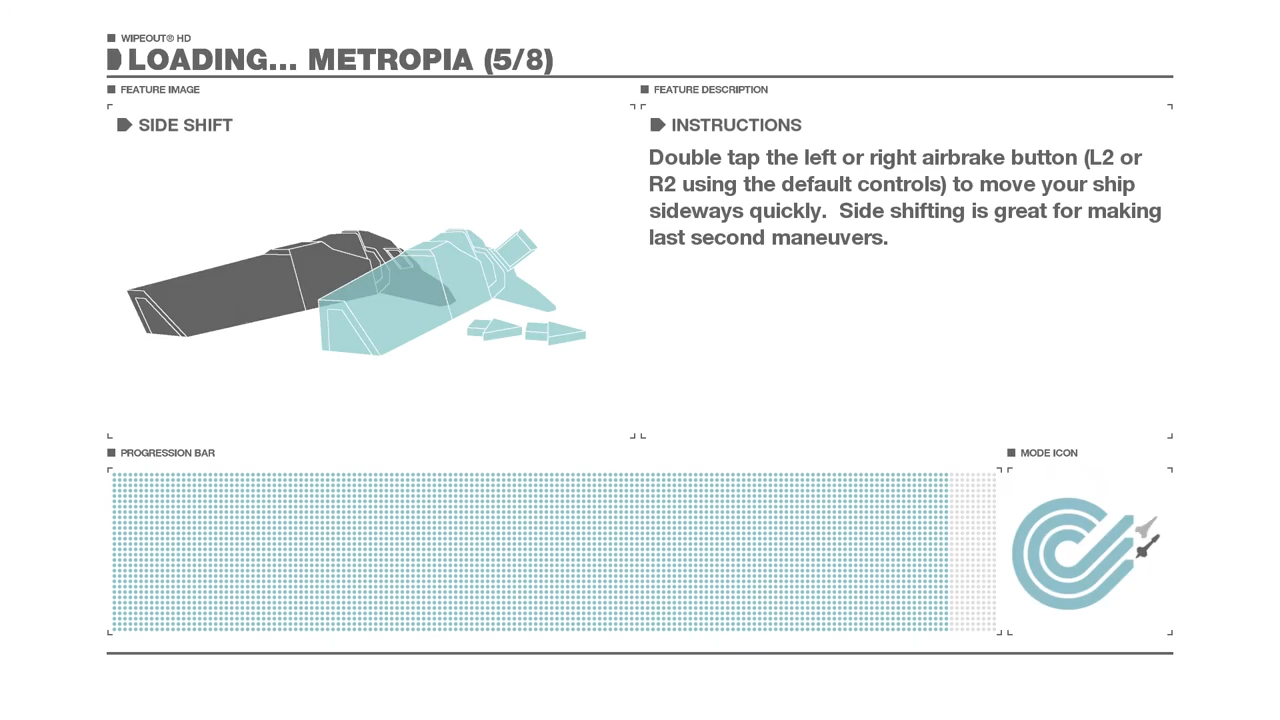 WIPEOUT® HD
LOADING... METROPIA (5/8)
FEATURE IMAGE
FEATURE DESCRIPTION
SIDE SHIFT
INSTRUCTIONS
Double tap the left or right airbrake button (L2 or
R2 using the default controls) to move your ship
sideways quickly.  Side shifting is great for making
last second maneuvers.
PROGRESSION BAR
MODE ICON